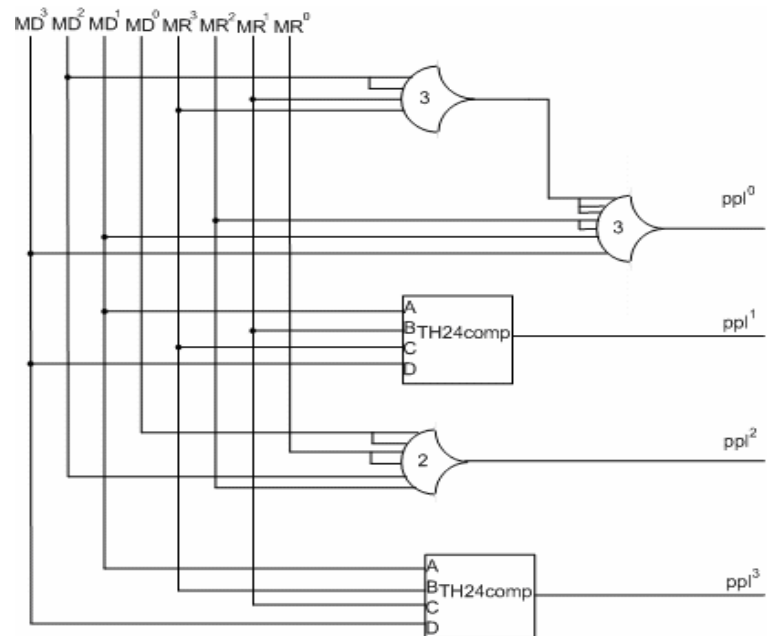 MD³ MD² MD¹ MD⁰ MR³ MR² MR¹ MR⁰
3
ppl⁰
3
A
B
C
D
TH24comp
ppl¹
2
ppl²
A
B
C
D
TH24comp
ppl³